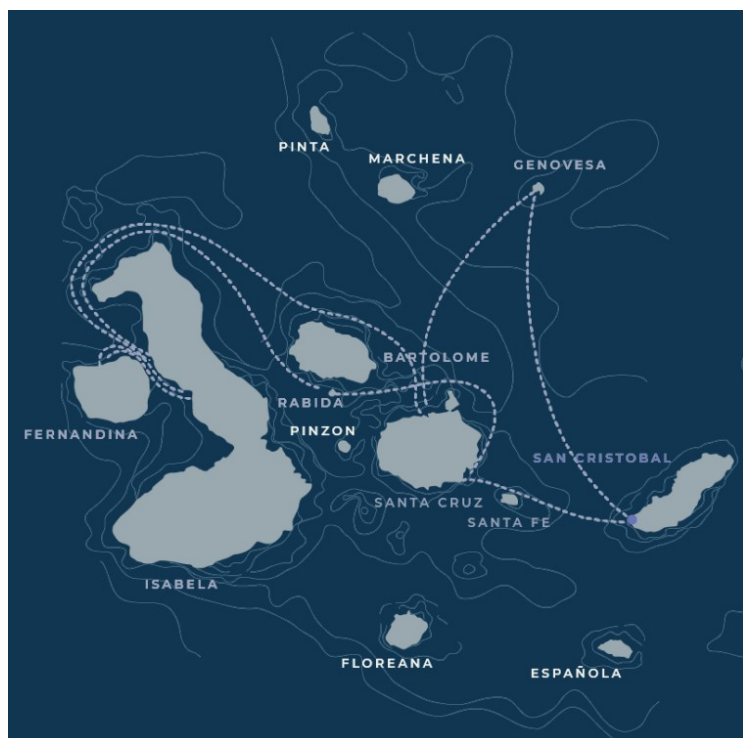 PINTA
MARCHENA
GENOVESA
BARTOLOME
RABIDA
PINZON
FERNANDINA
SAN CRISTOBAL
SANTA CRUZ
SANTA FE
ISABELA
FLOREANA
ESPAÑOLA